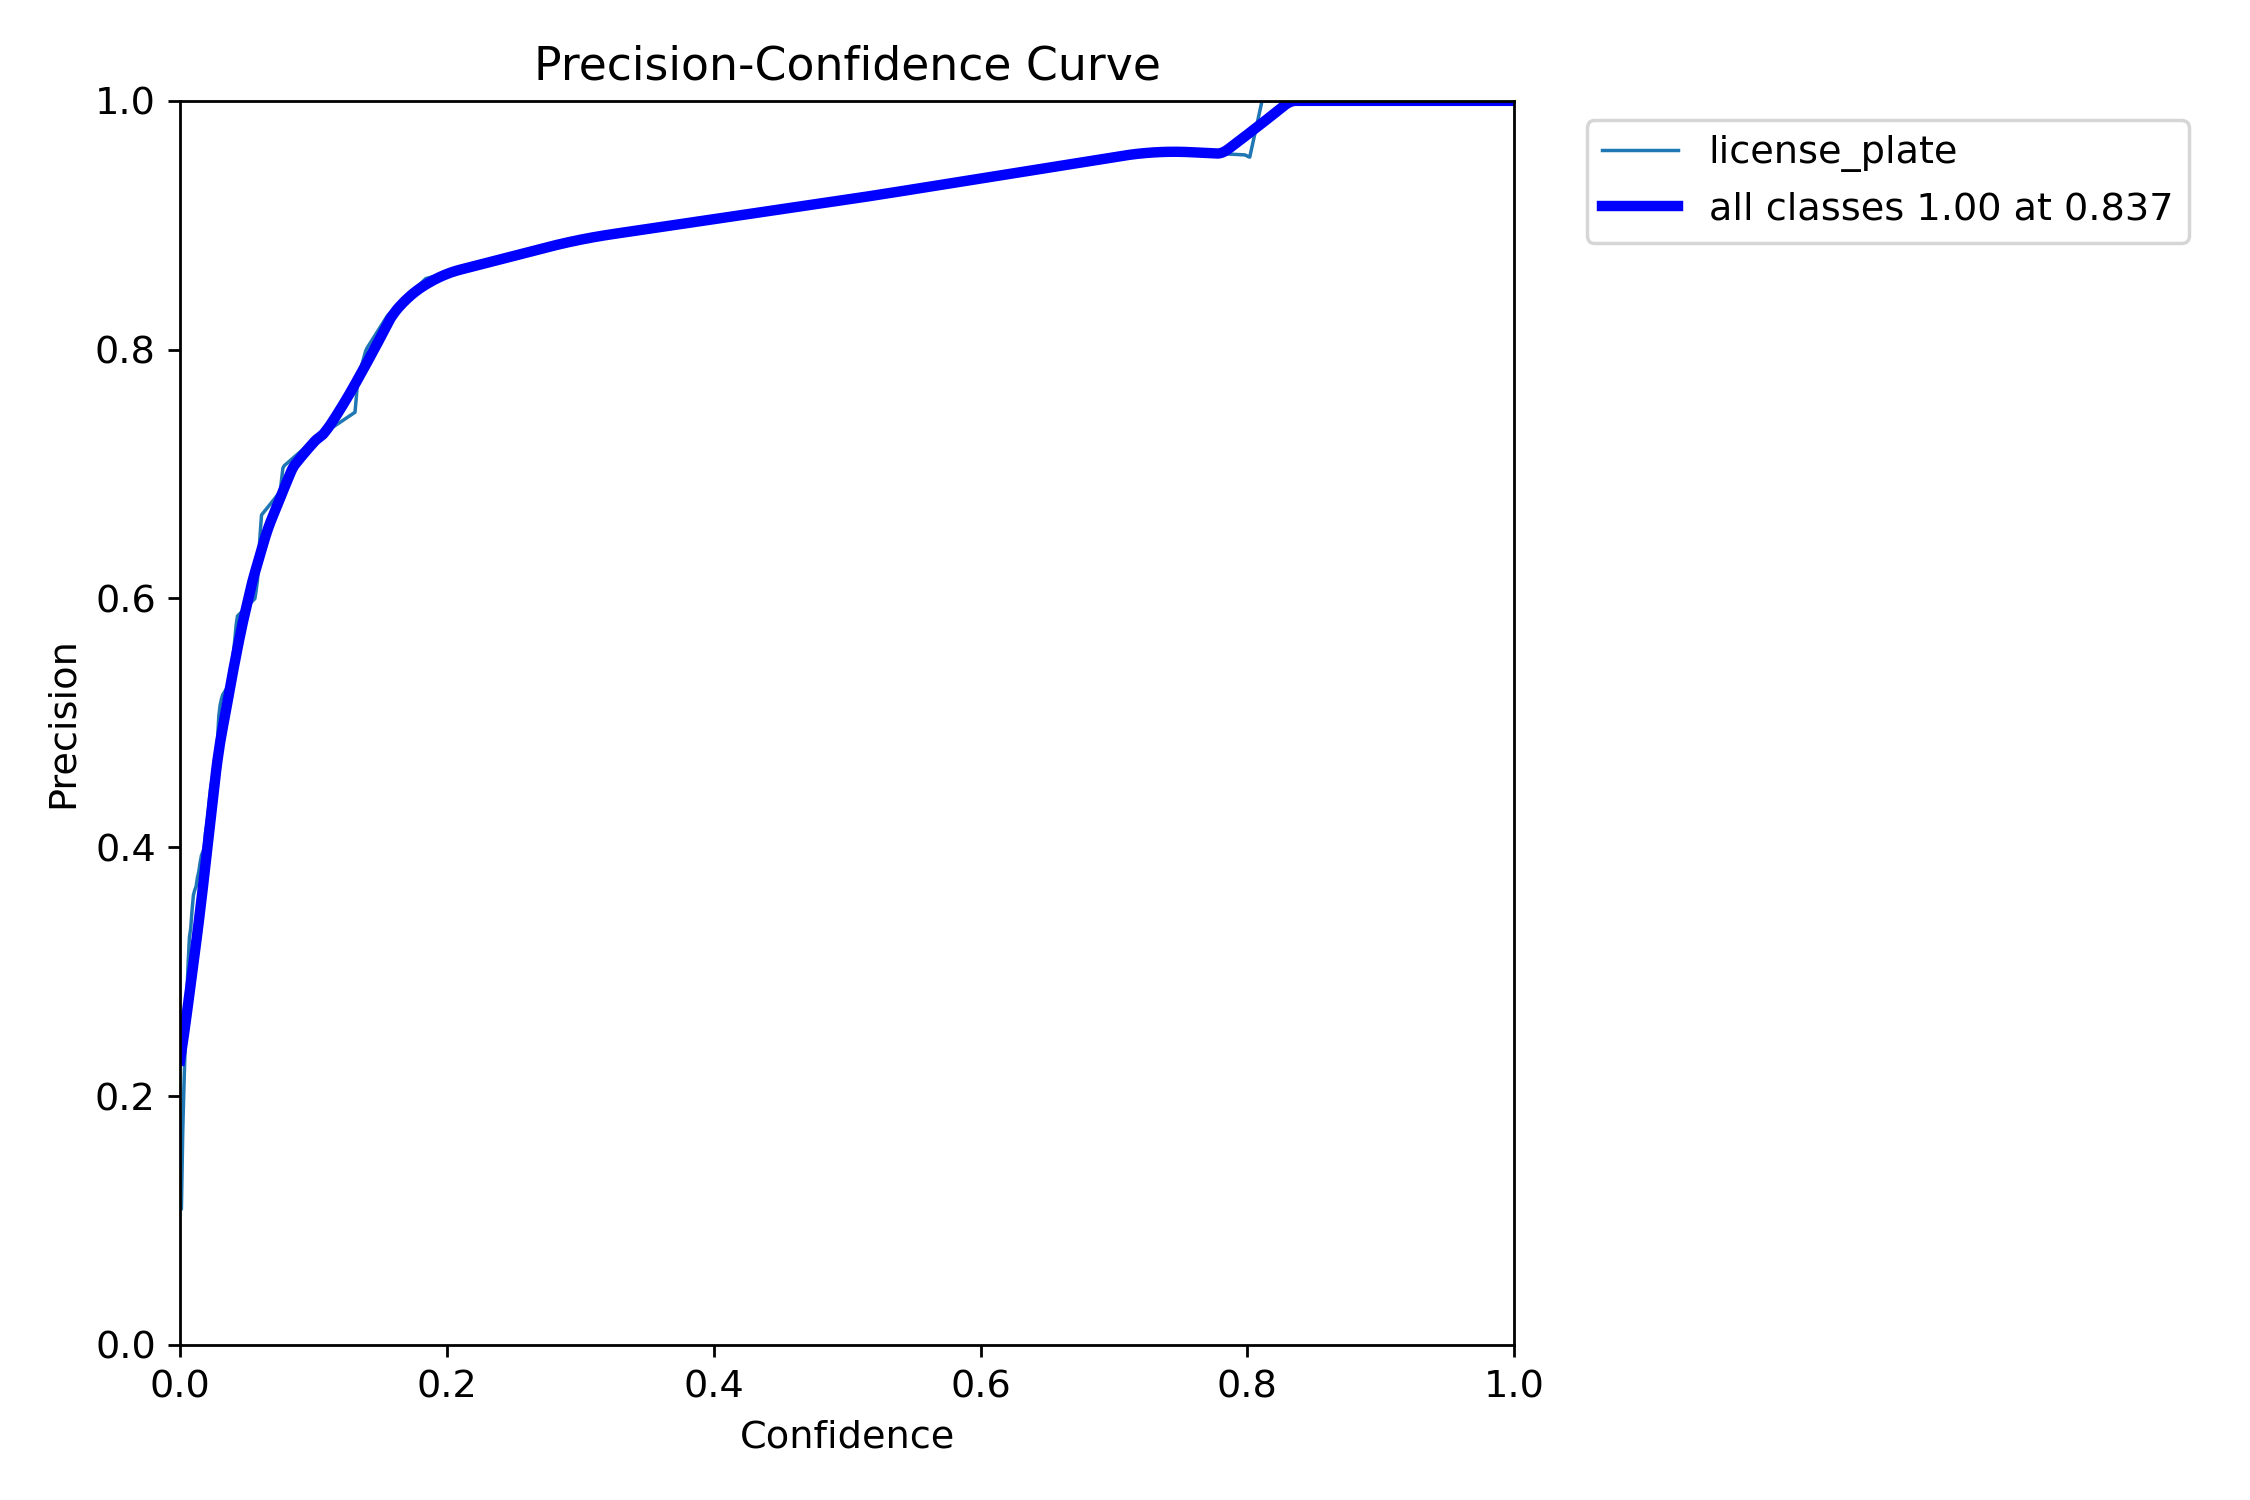 Precision-Confidence Curve
1.0
0.8
0.6
0.4
0.2
0.0
Precision
0.0 0.2 0.4 0.6 0.8 1.0
Confidence
license_plate
all classes 1.00 at 0.837